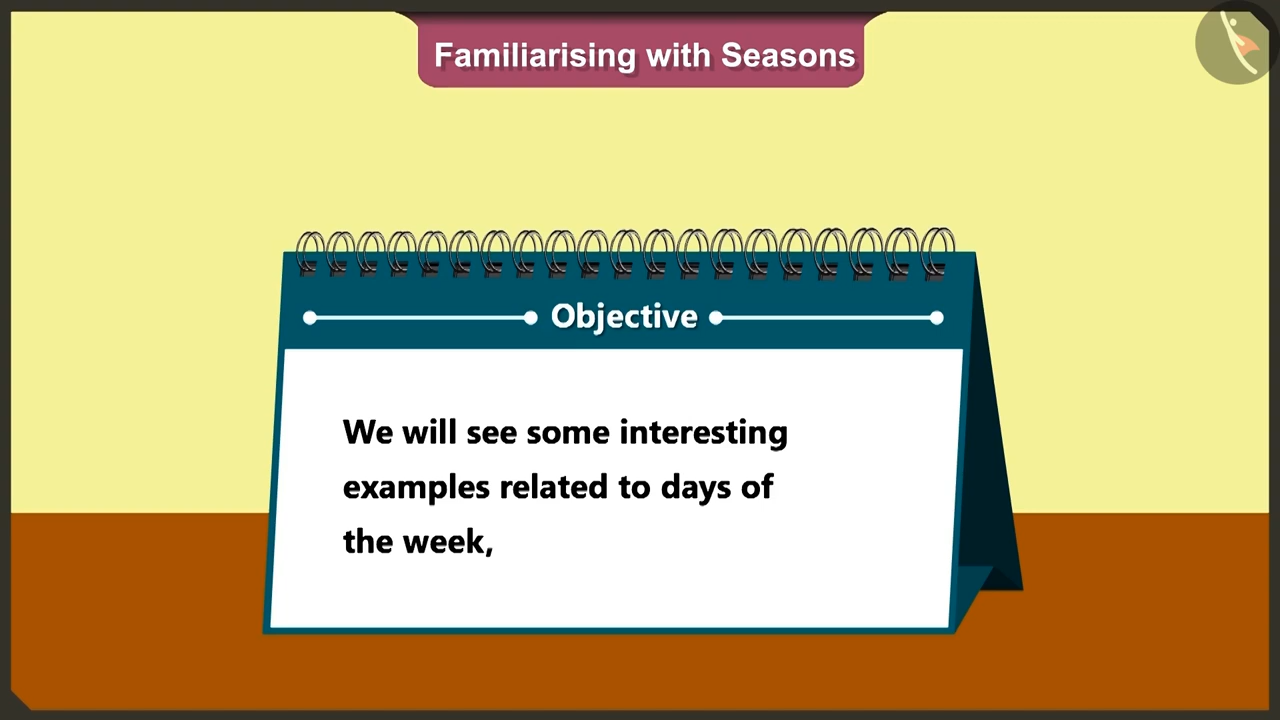 Familiarising with Seasons
Objective
We will see some interesting
examples related to days of
the week,